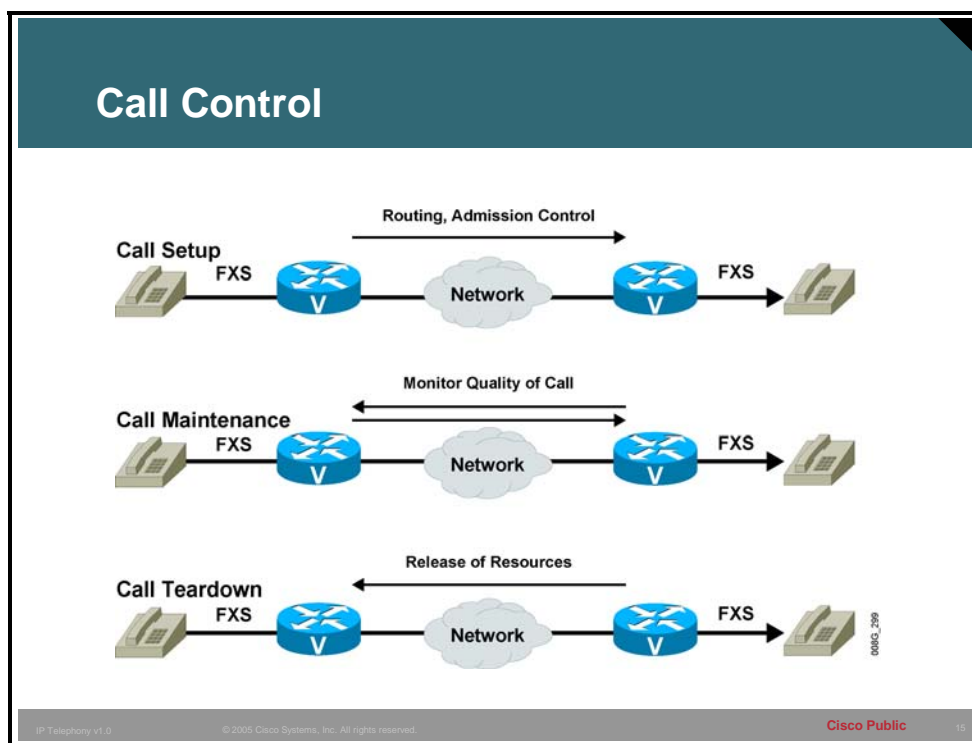 Call Control
Routing, Admission Control
Call Setup
FXS
V
Network
V
FXS
Monitor Quality of Call
Call Maintenance
FXS
V
Network
V
FXS
Release of Resources
Call Teardown
FXS
V
Network
V
FXS
008G_299
IP Telephony v1.0
© 2005 Cisco Systems, Inc. All rights reserved.
Cisco Public
15